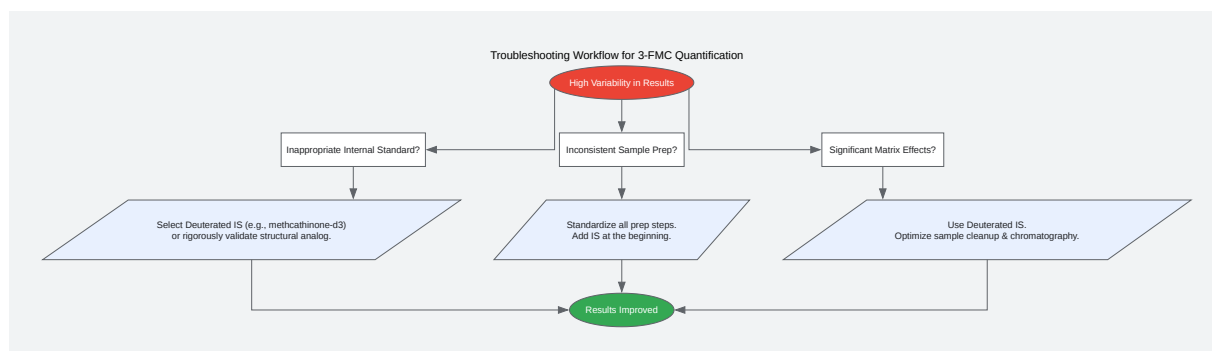 Troubleshooting Workflow for 3-FMC Quantification
High Variability in Results
Inappropriate Internal Standard?
Inconsistent Sample Prep?
Significant Matrix Effects?
Select Deuterated IS (e.g., methcathinone-d3)
or rigorously validate structural analog.
Standardize all prep steps.
Add IS at the beginning.
Use Deuterated IS.
Optimize sample cleanup & chromatography.
Results Improved